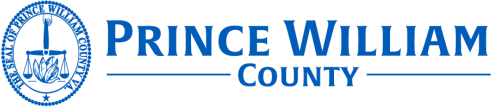 THE SEAL OF PRINCE WILLIAM COUNTY VA.
PRINCE WILLIAM
COUNTY